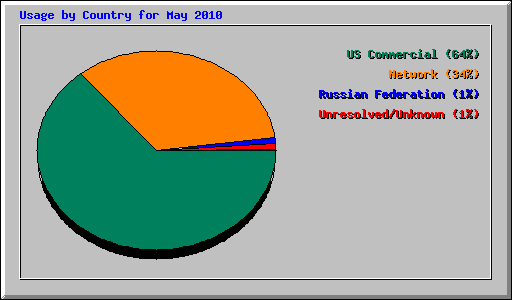 Usage by Country for May 2010
US Commercial (64%)
Network (34%)
Russian Federation (1%)
Unresolved/Unknown (1%)